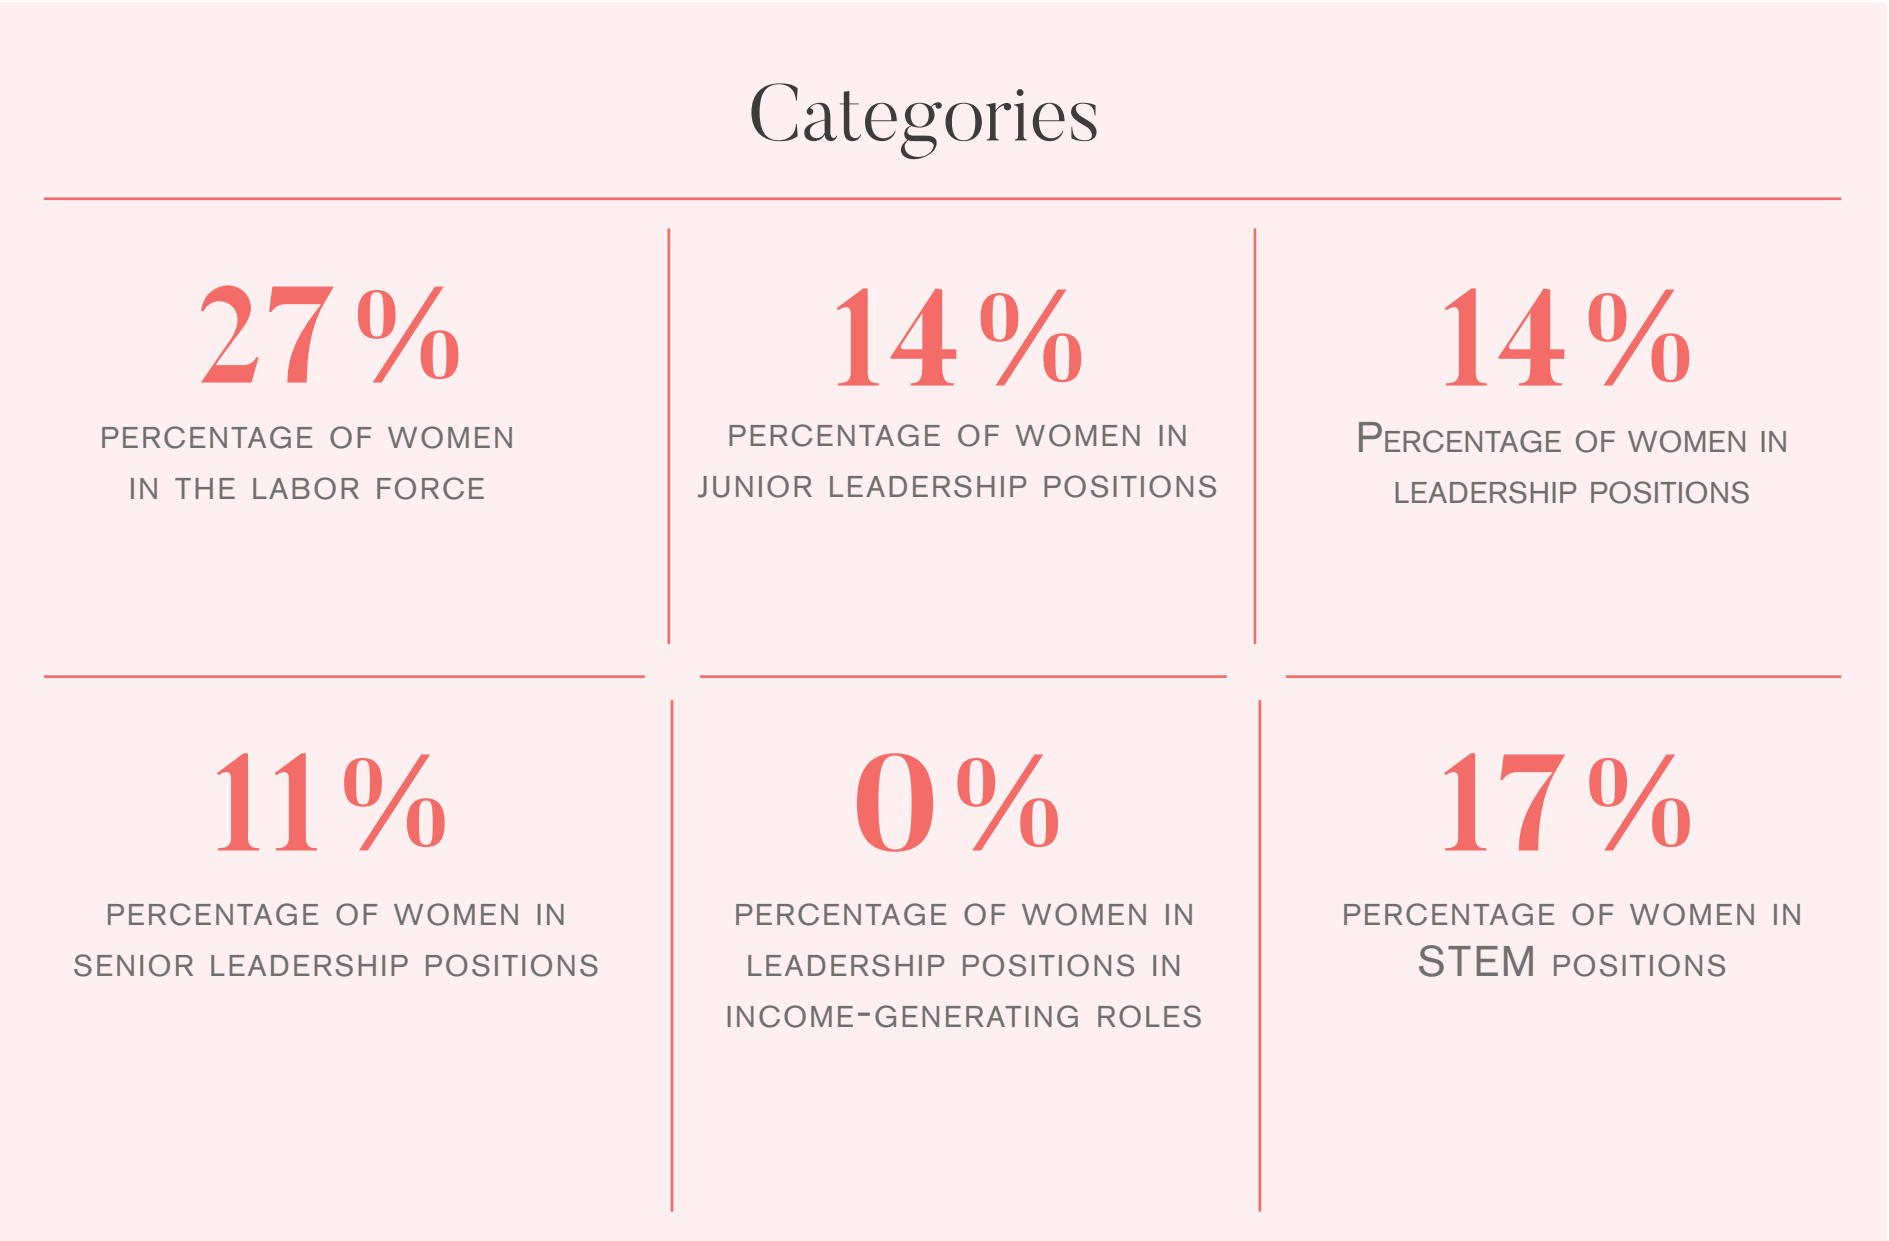 Categories
27%
PERCENTAGE OF WOMEN
IN THE LABOR FORCE
14%
PERCENTAGE OF WOMEN IN
JUNIOR LEADERSHIP POSITIONS
14%
PERCENTAGE OF WOMEN IN
LEADERSHIP POSITIONS
11%
PERCENTAGE OF WOMEN IN
SENIOR LEADERSHIP POSITIONS
0%
PERCENTAGE OF WOMEN IN
LEADERSHIP POSITIONS IN
INCOME-GENERATING ROLES
17%
PERCENTAGE OF WOMEN IN
STEM POSITIONS